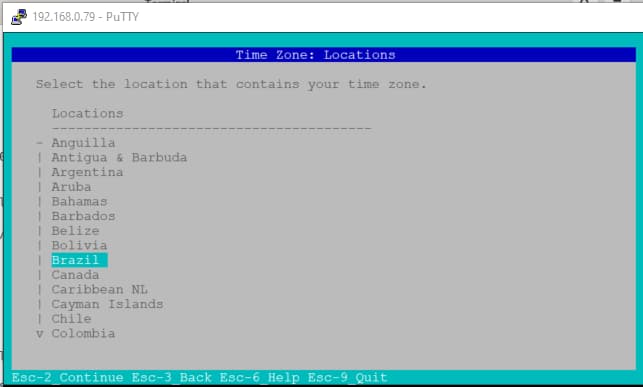 192.168.0.79 - PuTTY
Time Zone: Locations
Select the location that contains your time zone.
Locations
----------------------------------------
- Anguilla
| Antigua & Barbuda
| Argentina
| Aruba
| Bahamas
| Barbados
| Belize
| Bolivia
| Brazil
| Canada
| Caribbean NL
| Cayman Islands
| Chile
v Colombia
Esc-2_Continue Esc-3_Back Esc-6_Help Esc-9_Quit